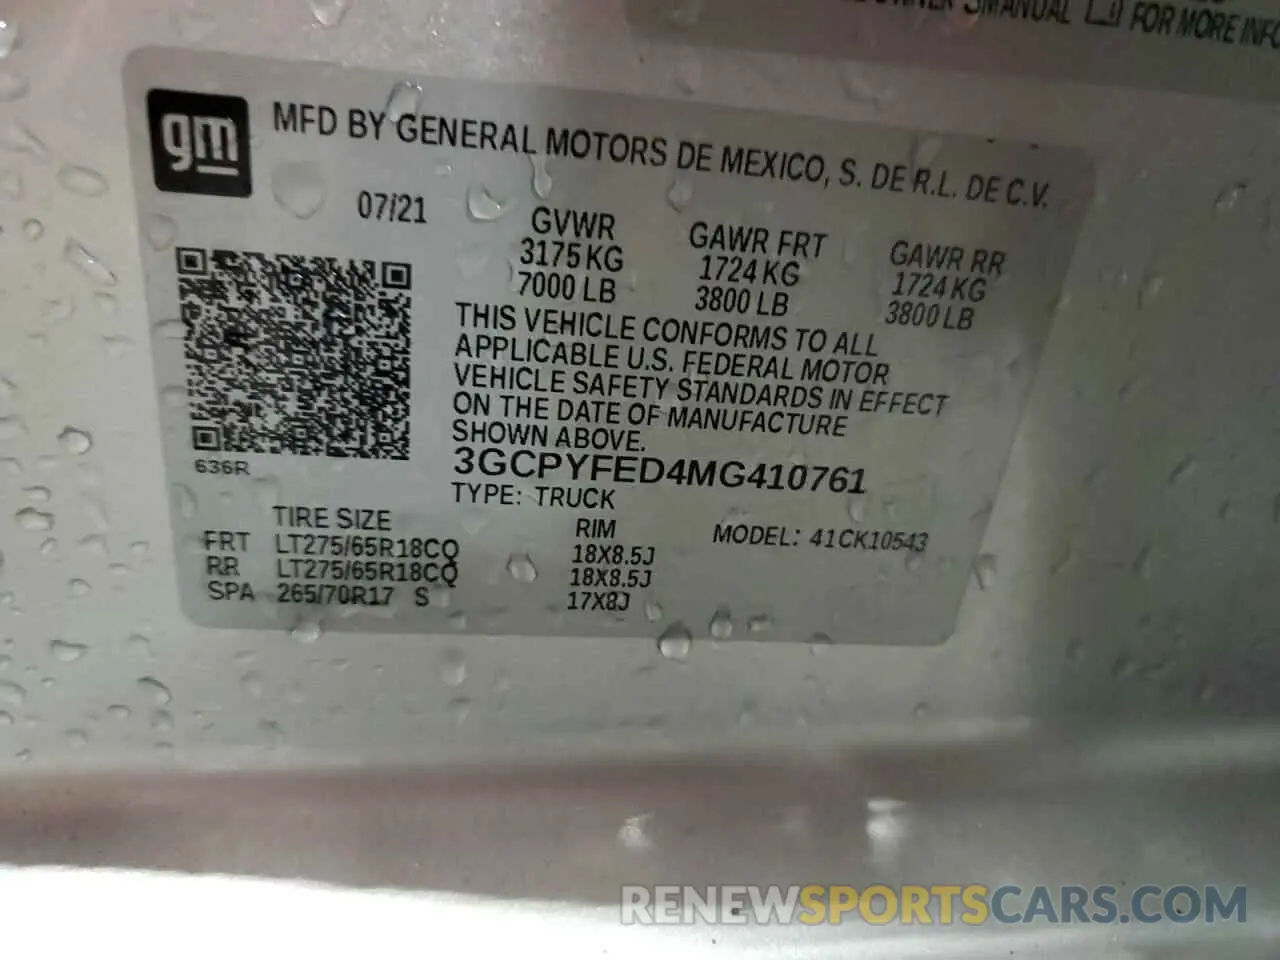 OWNER'S MANUAL FOR MORE INFO
gm
MFD BY GENERAL MOTORS DE MEXICO, S. DE R.L. DE C.V.
07/21
GVWR GAWR FRT GAWR RR
3175 KG 1724 KG 1724 KG
7000 LB 3800 LB 3800 LB
THIS VEHICLE CONFORMS TO ALL
APPLICABLE U.S. FEDERAL MOTOR
VEHICLE SAFETY STANDARDS IN EFFECT
ON THE DATE OF MANUFACTURE
SHOWN ABOVE.
636R
3GCPYFED4MG410761
TYPE: TRUCK
TIRE SIZE RIM MODEL: 41CK10543
FRT LT275/65R18CQ 18X8.5J
RR LT275/65R18CQ 18X8.5J
SPA 265/70R17 S 17X8J
RENEWSPORTSCARS.COM